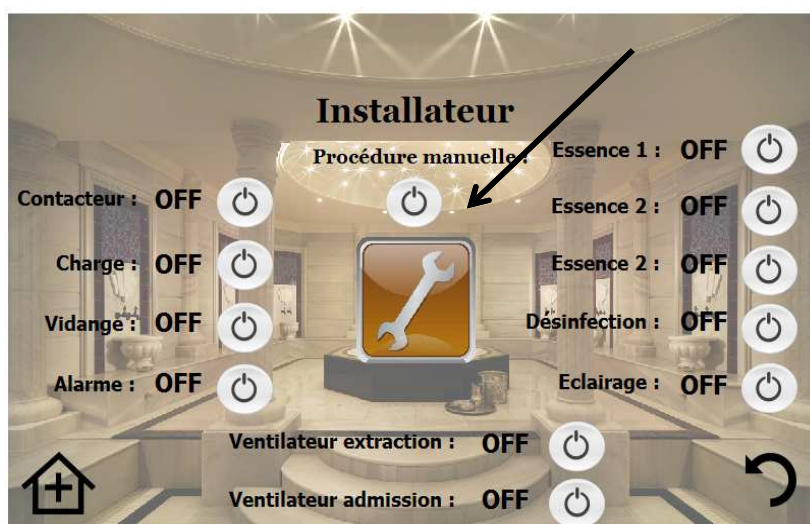 Installateur
Procédure manuelle :
Essence 1 : OFF
Contacteur : OFF
Essence 2 : OFF
Charge : OFF
Essence 2 : OFF
Vidange : OFF
Désinfection : OFF
Alarme : OFF
Eclairage : OFF
Ventilateur extraction : OFF
Ventilateur admission : OFF